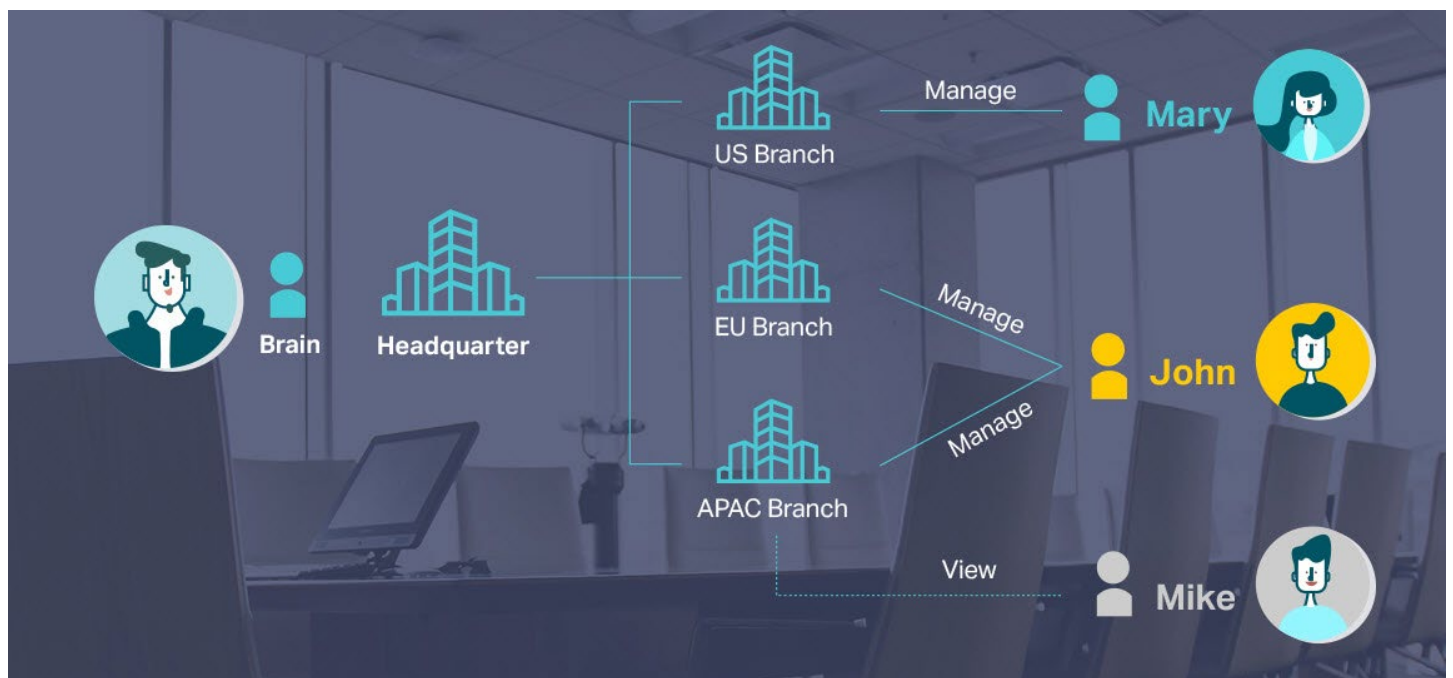 Manage
Mary
US Branch
Brain
Headquarter
EU Branch
Manage
John
Manage
APAC Branch
View
Mike